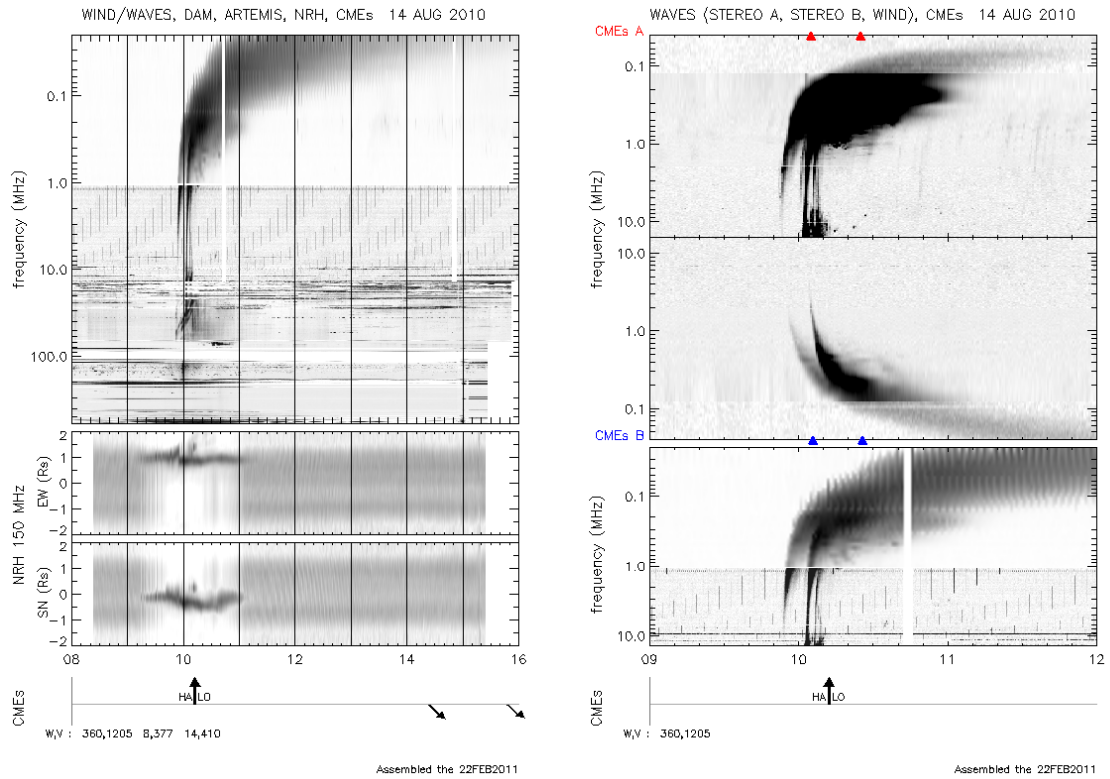 WIND/WAVES, DAM, ARTEMIS, NRH, CMEs 14 AUG 2010
frequency (MHz)
0.1
1.0
10.0
100.0
NRH 150 MHz
EW (Rs)
2
1
0
-1
-2
SN (Rs)
2
1
0
-1
-2
08 10 12 14 16
CMEs
HALO
W,V : 360,1205 8,377 14,410
Assembled the 22FEB2011
WAVES (STEREO A, STEREO B, WIND), CMEs 14 AUG 2010
CMEs A
frequency (MHz)
0.1
1.0
10.0
frequency (MHz)
10.0
1.0
0.1
CMEs B
frequency (MHz)
0.1
1.0
10.0
09 10 11 12
CMEs
HALO
W,V : 360,1205
Assembled the 22FEB2011